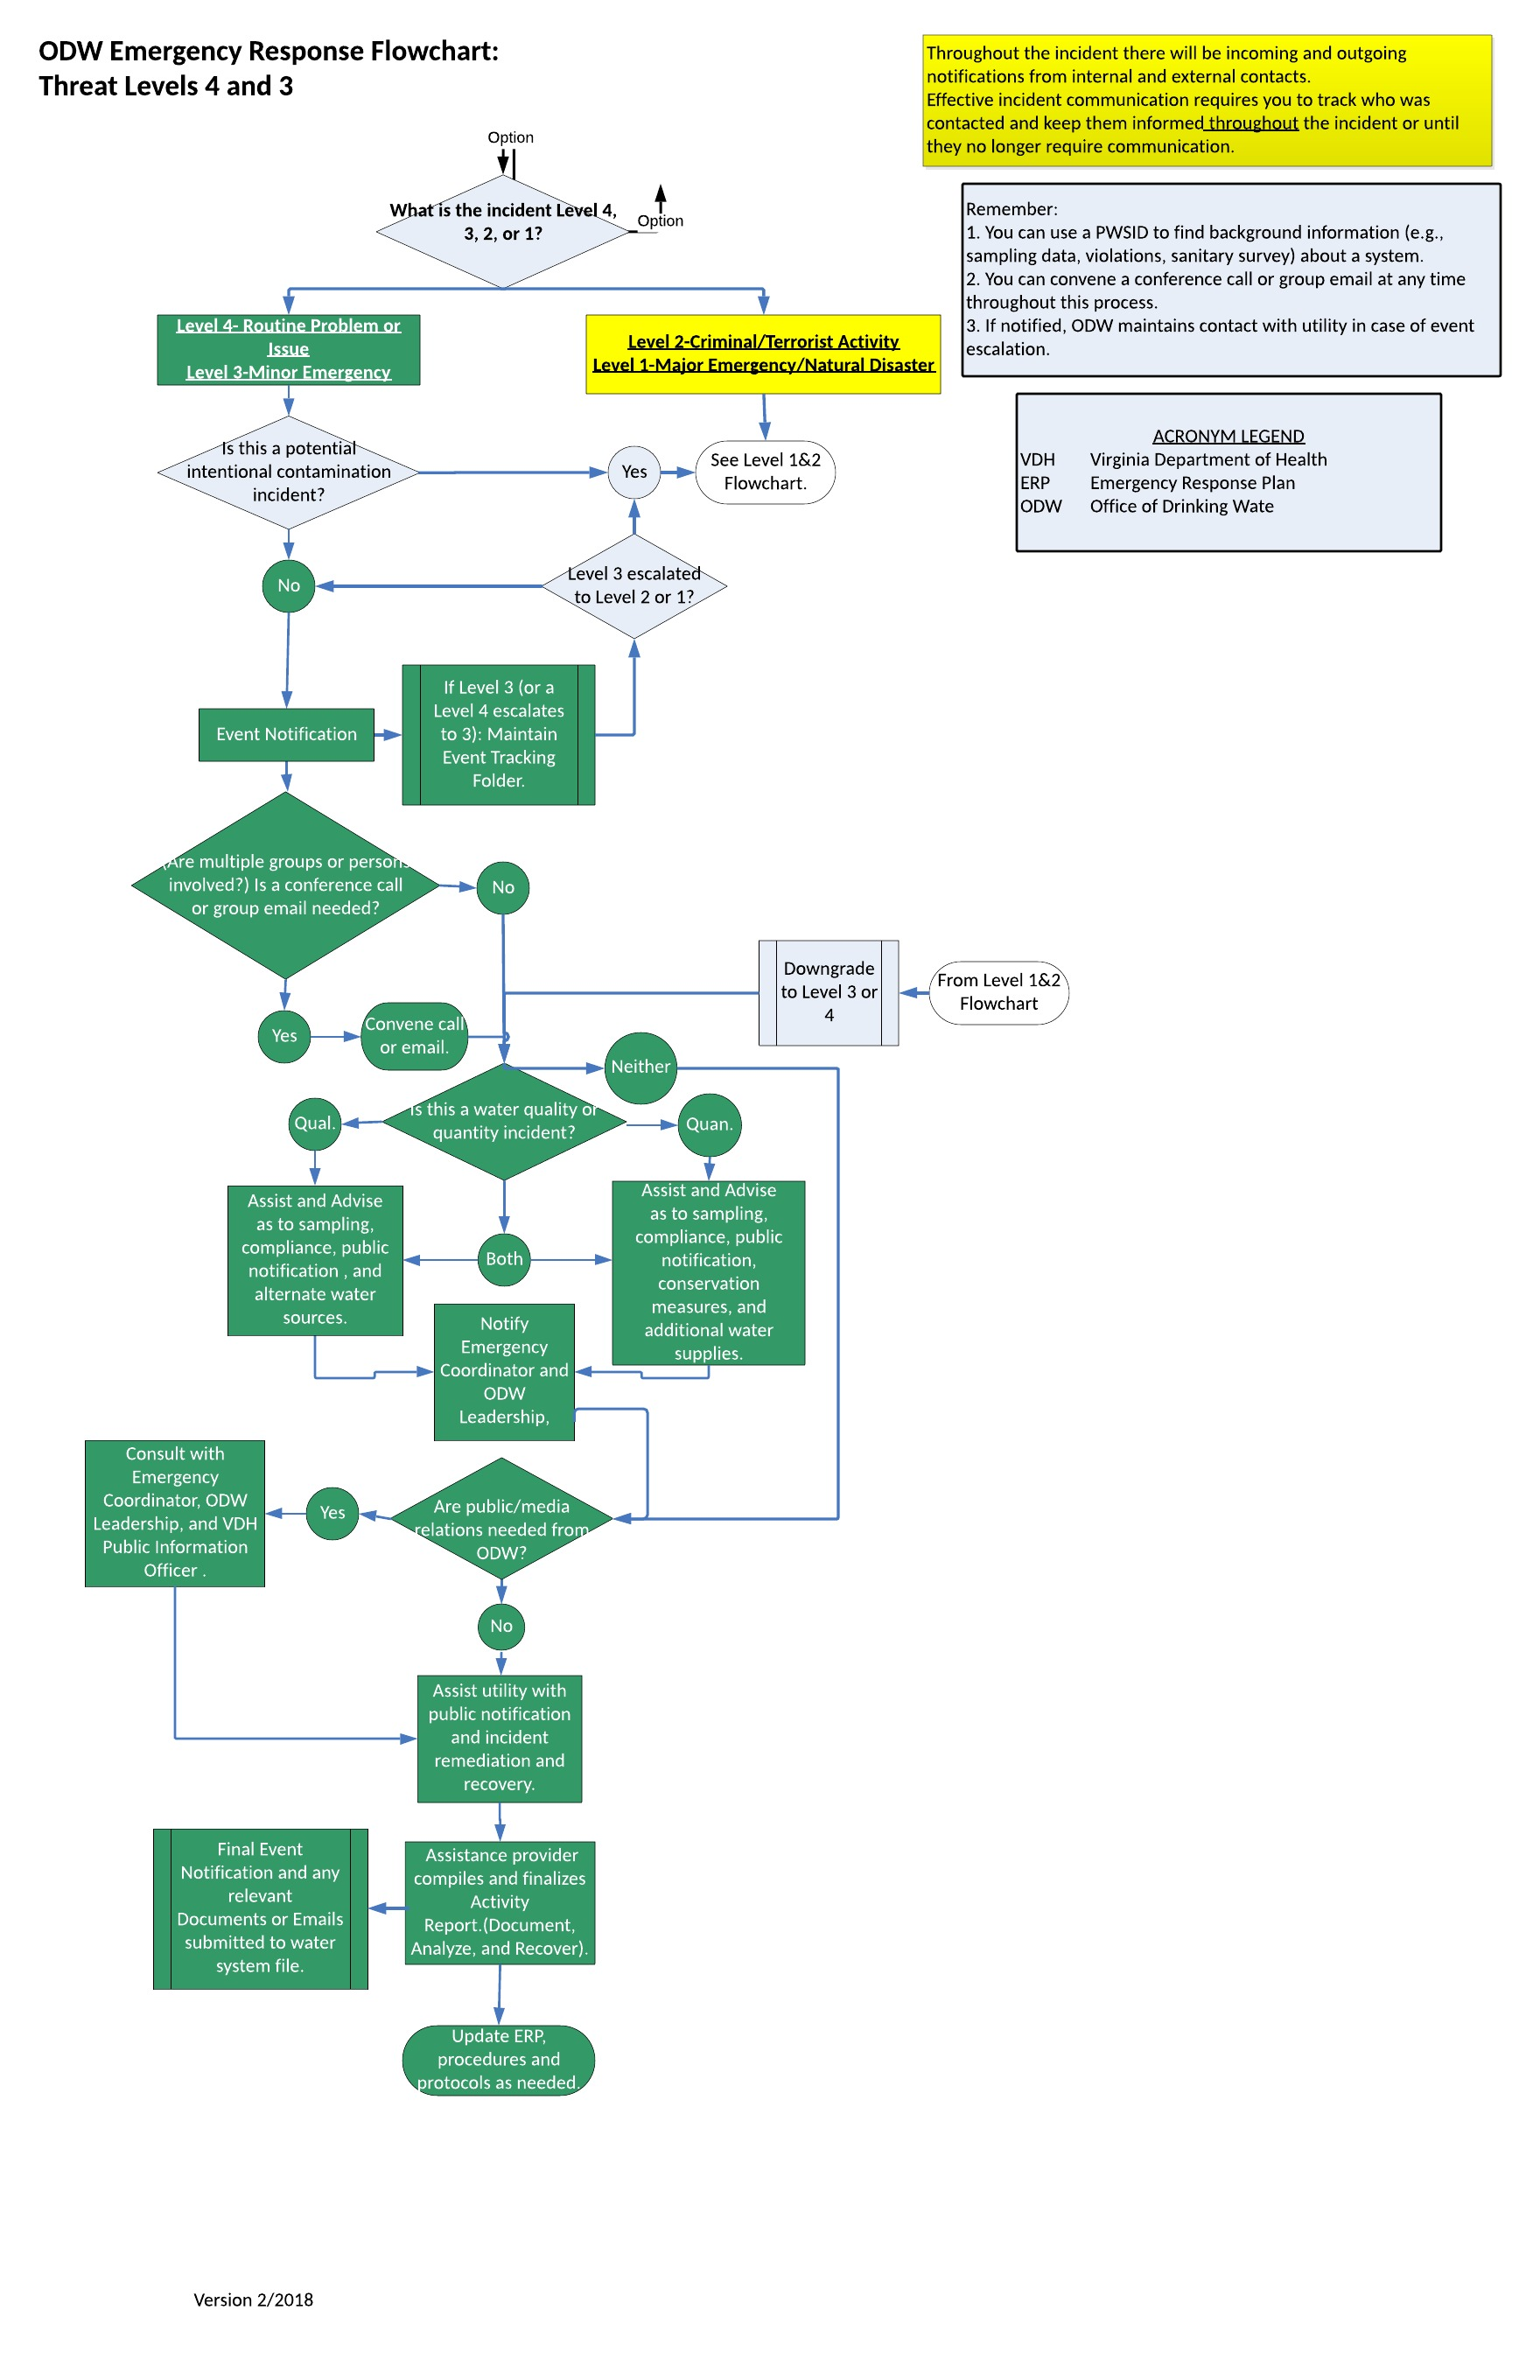 ODW Emergency Response Flowchart:
Threat Levels 4 and 3
Throughout the incident there will be incoming and outgoing
notifications from internal and external contacts.
Effective incident communication requires you to track who was
contacted and keep them informed throughout the incident or until
they no longer require communication.
Option
What is the incident Level 4,
3, 2, or 1?
Option
Remember:
1. You can use a PWSID to find background information (e.g.,
sampling data, violations, sanitary survey) about a system.
2. You can convene a conference call or group email at any time
throughout this process.
3. If notified, ODW maintains contact with utility in case of event
escalation.
Level 4- Routine Problem or
Issue
Level 3-Minor Emergency
Level 2-Criminal/Terrorist Activity
Level 1-Major Emergency/Natural Disaster
ACRONYM LEGEND
VDH Virginia Department of Health
ERP Emergency Response Plan
ODW Office of Drinking Wate
Is this a potential
intentional contamination
incident?
Yes
See Level 1&2
Flowchart.
No
Level 3 escalated
to Level 2 or 1?
Event Notification
If Level 3 (or a
Level 4 escalates
to 3): Maintain
Event Tracking
Folder.
(Are multiple groups or persons
involved?) Is a conference call
or group email needed?
No
Downgrade
to Level 3 or
4
From Level 1&2
Flowchart
Yes
Convene call
or email.
Neither
Is this a water quality or
quantity incident?
Qual.
Quan.
Assist and Advise
as to sampling,
compliance, public
notification , and
alternate water
sources.
Both
Assist and Advise
as to sampling,
compliance, public
notification,
conservation
measures, and
additional water
supplies.
Notify
Emergency
Coordinator and
ODW
Leadership,
Consult with
Emergency
Coordinator, ODW
Leadership, and VDH
Public Information
Officer .
Yes
Are public/media
relations needed from
ODW?
No
Assist utility with
public notification
and incident
remediation and
recovery.
Final Event
Notification and any
relevant
Documents or Emails
submitted to water
system file.
Assistance provider
compiles and finalizes
Activity
Report.(Document,
Analyze, and Recover).
Update ERP,
procedures and
protocols as needed.
Version 2/2018